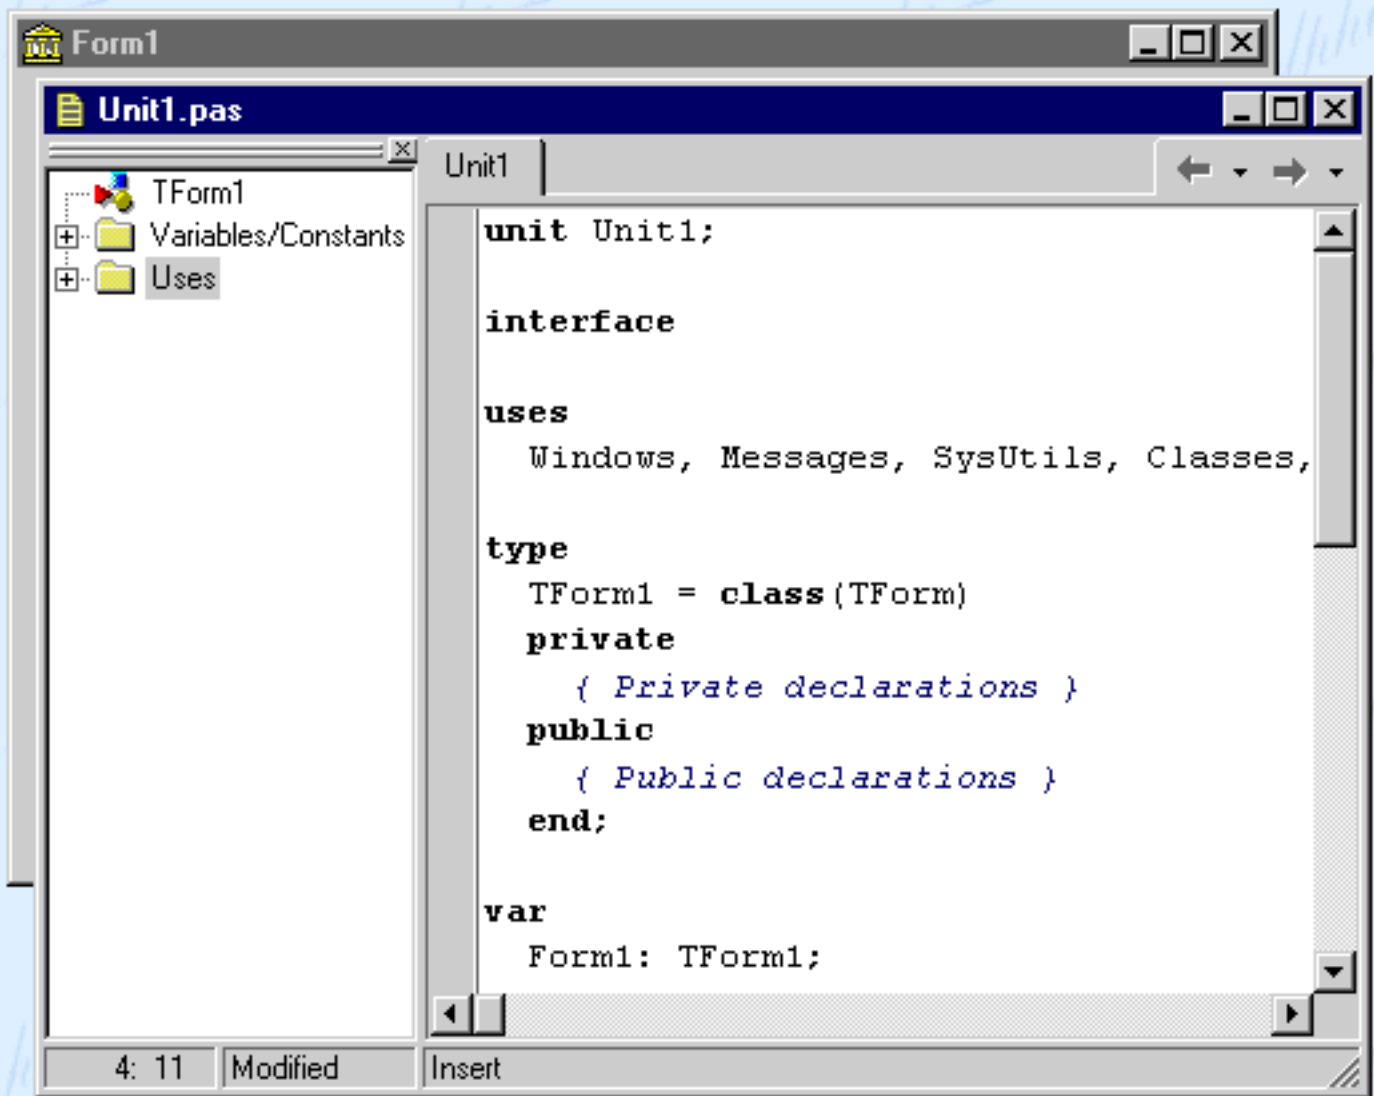 Form1
Unit1.pas
TForm1
Variables/Constants
Uses
Unit1
unit Unit1;
interface
uses
Windows, Messages, SysUtils, Classes,
type
TForm1 = class(TForm)
private
{ Private declarations }
public
{ Public declarations }
end;
var
Form1: TForm1;
4: 11
Modified
Insert